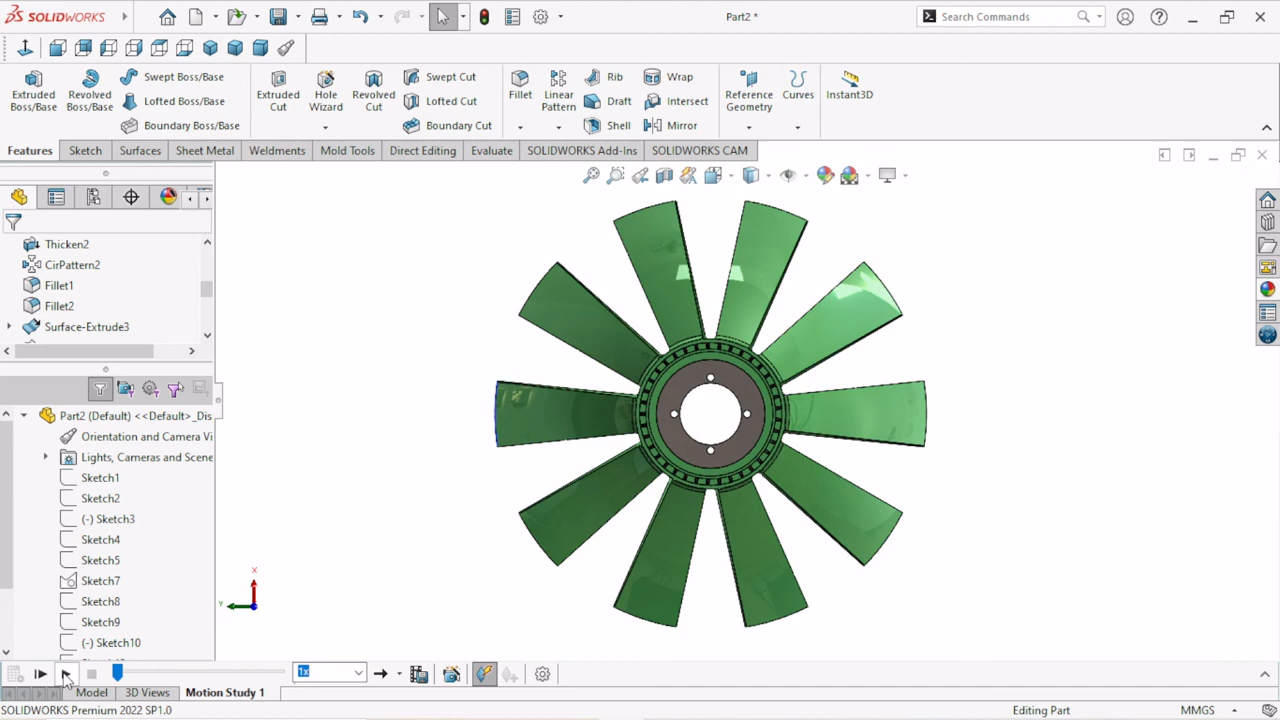 SOLIDWORKS
Part2 *
Search Commands
Extruded Boss/Base
Revolved Boss/Base
Swept Boss/Base
Lofted Boss/Base
Boundary Boss/Base
Extruded Cut
Hole Wizard
Revolved Cut
Swept Cut
Lofted Cut
Boundary Cut
Fillet
Linear Pattern
Rib
Draft
Shell
Wrap
Intersect
Mirror
Reference Geometry
Curves
Instant3D
Features
Sketch
Surfaces
Sheet Metal
Weldments
Mold Tools
Direct Editing
Evaluate
SOLIDWORKS Add-Ins
SOLIDWORKS CAM
Thicken2
CirPattern2
Fillet1
Fillet2
Surface-Extrude3
Part2 (Default) <<Default>_Dis
Orientation and Camera Vi
Lights, Cameras and Scene
Sketch1
Sketch2
(-) Sketch3
Sketch4
Sketch5
Sketch7
Sketch8
Sketch9
(-) Sketch10
X
Y
1x
Model
3D Views
Motion Study 1
SOLIDWORKS Premium 2022 SP1.0
Editing Part
MMGS